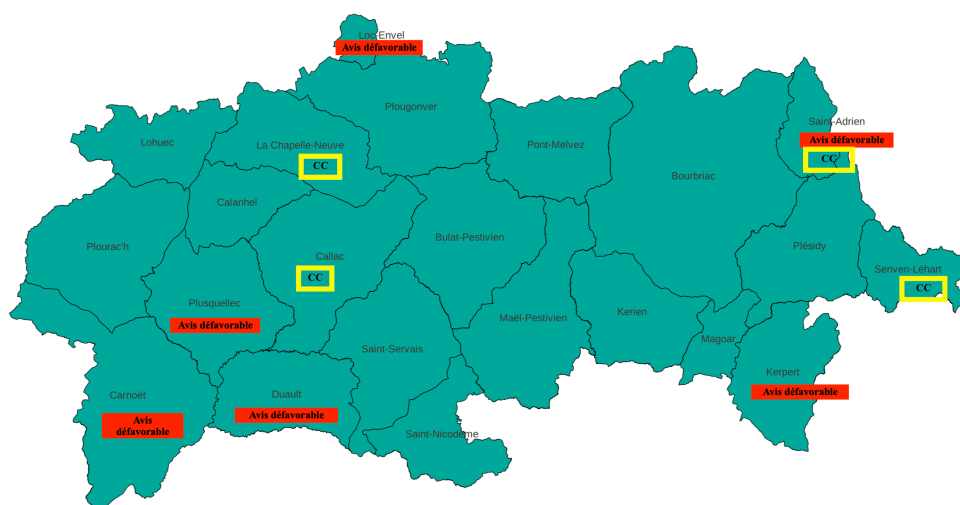 Loc-Envel
Avis défavorable
Plougonver
Saint-Adrien
Avis défavorable
CC
Lohuec
La Chapelle-Neuve
CC
Pont-Melvez
Bourbriac
Calanhel
Plourac'h
Callac
CC
Bulat-Pestivien
Plésidy
Senven-Léhart
CC
Plusquellec
Avis défavorable
Maël-Pestivien
Kerien
Magoar
Saint-Servais
Kerpert
Avis défavorable
Carnoët
Avis
défavorable
Duault
Avis défavorable
Saint-Nicodème